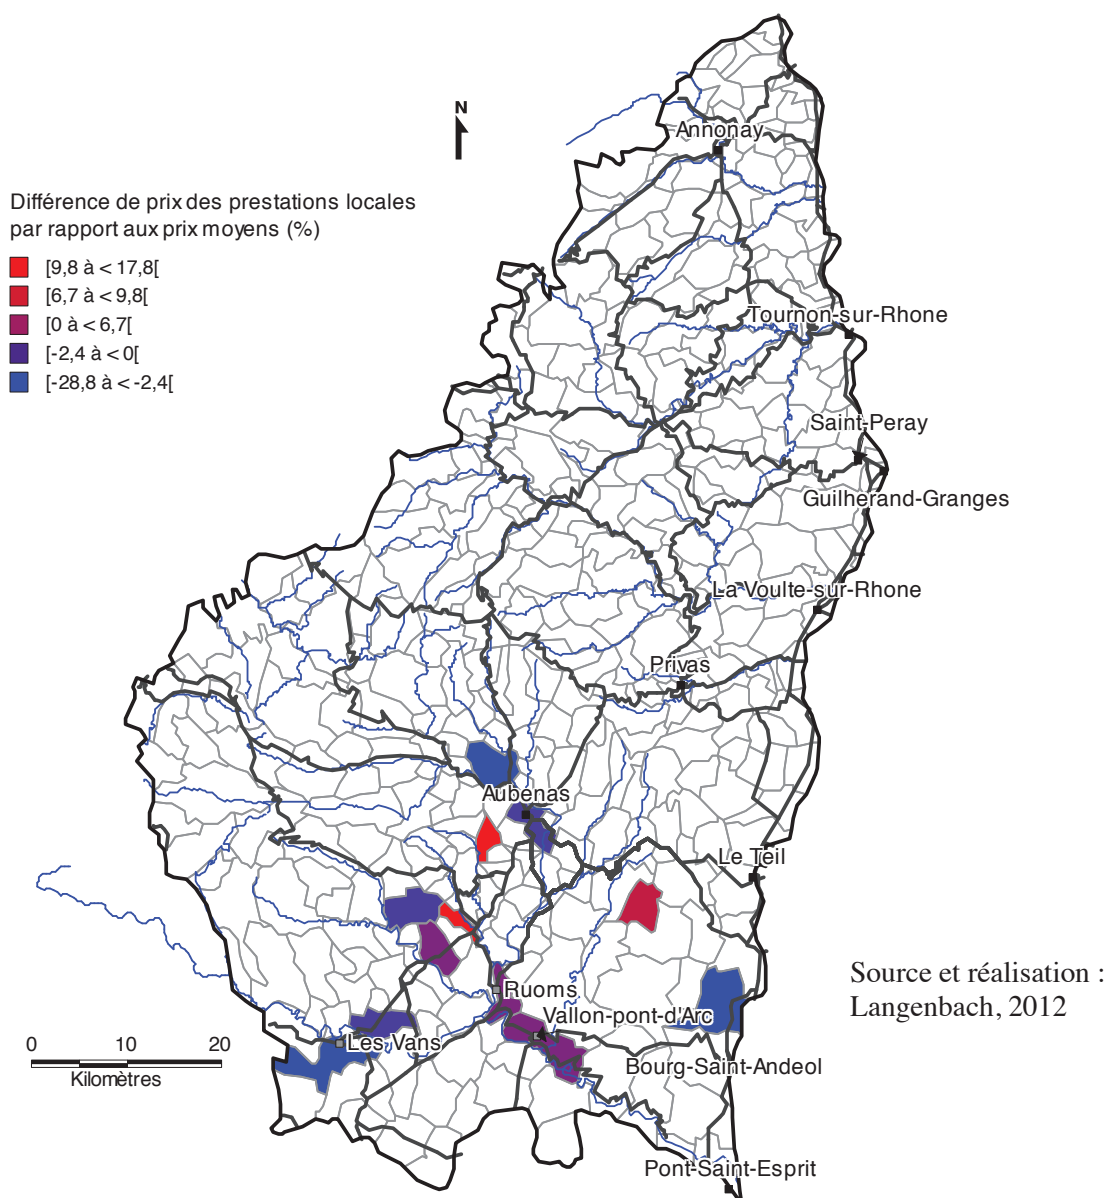 N
Annonay
Différence de prix des prestations locales
par rapport aux prix moyens (%)
[9,8 à < 17,8[
[6,7 à < 9,8[
[0 à < 6,7[
[-2,4 à < 0[
[-28,8 à < -2,4[
Tournon-sur-Rhone
Saint-Peray
Guilherand-Granges
La Voulte-sur-Rhone
Privas
Aubenas
Le Teil
Source et réalisation :
Langenbach, 2012
Ruoms
Vallon-pont-d'Arc
Les Vans
0 10 20
Kilomètres
Bourg-Saint-Andeol
Pont-Saint-Esprit